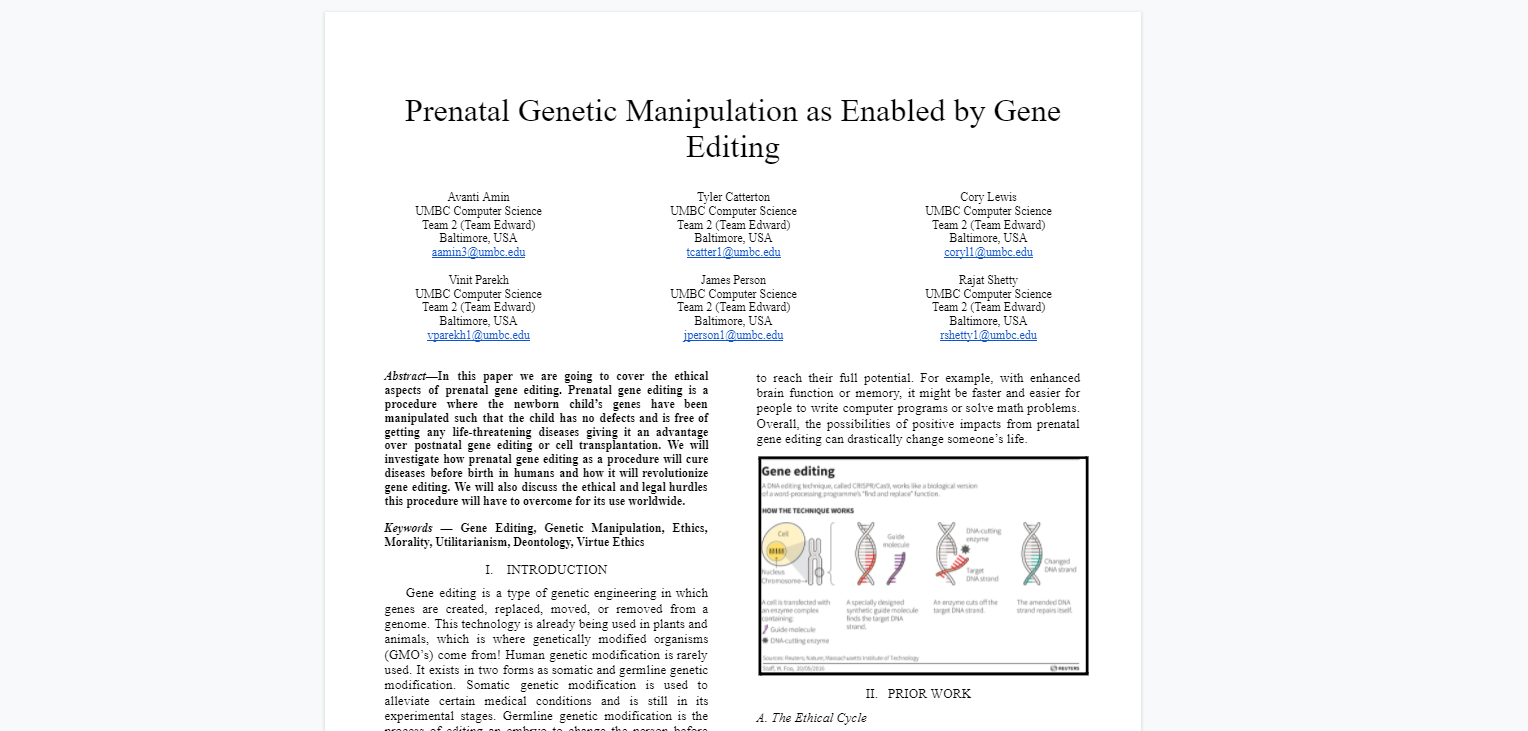 Prenatal Genetic Manipulation as Enabled by Gene
Editing
Avanti Amin
UMBC Computer Science
Team 2 (Team Edward)
Baltimore, USA
aamin3@umbc.edu
Tyler Catterton
UMBC Computer Science
Team 2 (Team Edward)
Baltimore, USA
tcatter1@umbc.edu
Cory Lewis
UMBC Computer Science
Team 2 (Team Edward)
Baltimore, USA
coryl1@umbc.edu
Vinit Parekh
UMBC Computer Science
Team 2 (Team Edward)
Baltimore, USA
vparekh1@umbc.edu
James Person
UMBC Computer Science
Team 2 (Team Edward)
Baltimore, USA
jperson1@umbc.edu
Rajat Shetty
UMBC Computer Science
Team 2 (Team Edward)
Baltimore, USA
rshetty1@umbc.edu
Abstract—In this paper we are going to cover the ethical
aspects of prenatal gene editing. Prenatal gene editing is a
procedure where the newborn child's genes have been
manipulated such that the child has no defects and is free of
getting any life-threatening diseases giving it an advantage
over postnatal gene editing or cell transplantation. We will
investigate how prenatal gene editing as a procedure will cure
diseases before birth in humans and how it will revolutionize
gene editing. We will also discuss the ethical and legal hurdles
this procedure will have to overcome for its use worldwide.
Keywords — Gene Editing, Genetic Manipulation, Ethics,
Morality, Utilitarianism, Deontology, Virtue Ethics
I. INTRODUCTION
Gene editing is a type of genetic engineering in which
genes are created, replaced, moved, or removed from a
genome. This technology is already being used in plants and
animals, which is where genetically modified organisms
(GMO's) come from! Human genetic modification is rarely
used. It exists in two forms as somatic and germline genetic
modification. Somatic genetic modification is used to
alleviate certain medical conditions and is still in its
experimental stages. Germline genetic modification is the
process of editing an embryo to change the person before
to reach their full potential. For example, with enhanced
brain function or memory, it might be faster and easier for
people to write computer programs or solve math problems.
Overall, the possibilities of positive impacts from prenatal
gene editing can drastically change someone's life.
Gene editing
A DNA editing technique, called CRISPR/Cas9, works like a biological version
of a word-processing programme's "find and replace" function.
HOW THE TECHNIQUE WORKS
Cell
Nucleus
Chromosome
Guide
molecule
DNA-cutting
enzyme
Target
DNA strand
Changed
DNA strand
A cell is transfected with
an enzyme complex
containing:
Guide molecule
DNA-cutting enzyme
A specially designed
synthetic guide molecule
finds the target DNA
strand.
An enzyme cuts off the
target DNA strand.
The amended DNA
strand repairs itself.
Sources: Reuters; Nature; Massachusetts Institute of Technology
Staff, W. Foo, 20/05/2016
REUTERS
II. PRIOR WORK
A. The Ethical Cycle